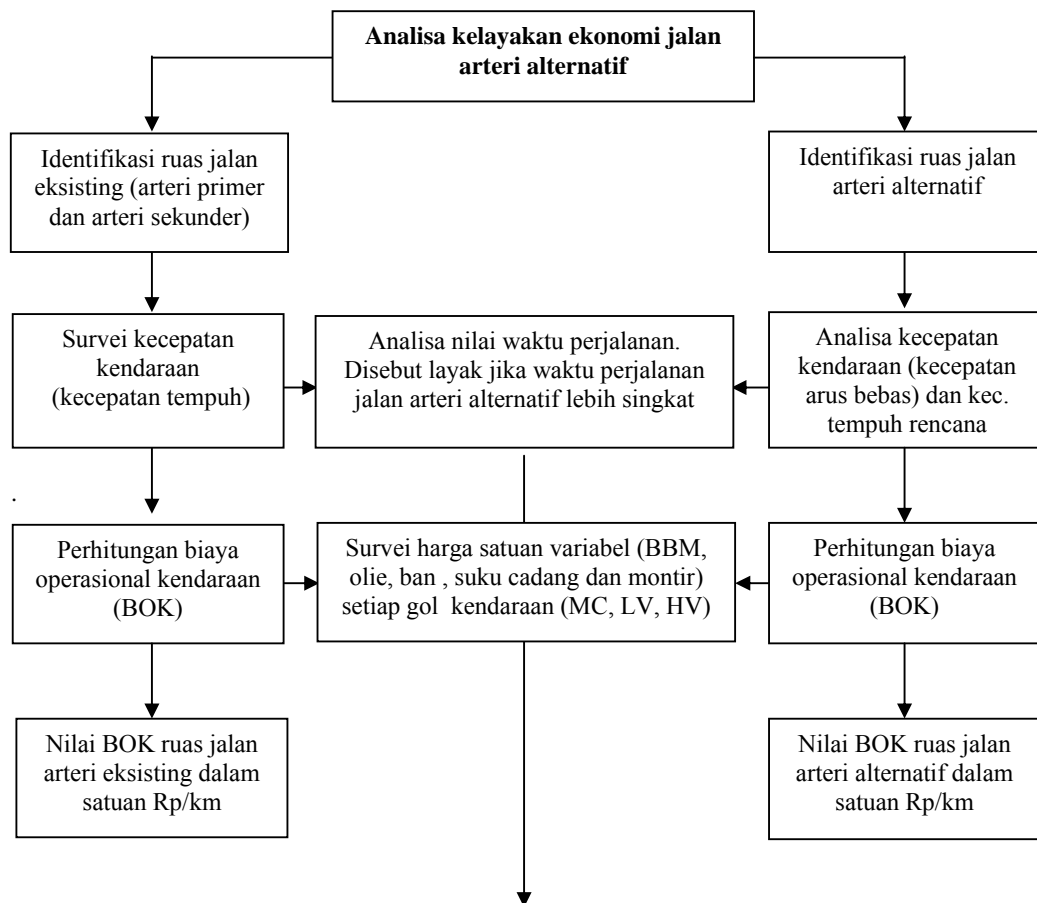 Analisa kelayakan ekonomi jalan
arteri alternatif
Identifikasi ruas jalan
eksisting (arteri primer
dan arteri sekunder)
Identifikasi ruas jalan
arteri alternatif
Survei kecepatan
kendaraan
(kecepatan tempuh)
Analisa nilai waktu perjalanan.
Disebut layak jika waktu perjalanan
jalan arteri alternatif lebih singkat
Analisa kecepatan
kendaraan (kecepatan
arus bebas) dan kec.
tempuh rencana
.
Perhitungan biaya
operasional kendaraan
(BOK)
Survei harga satuan variabel (BBM,
olie, ban , suku cadang dan montir)
setiap gol  kendaraan (MC, LV, HV)
Perhitungan biaya
operasional kendaraan
(BOK)
Nilai BOK ruas jalan
arteri eksisting dalam
satuan Rp/km
Nilai BOK ruas jalan
arteri alternatif dalam
satuan Rp/km